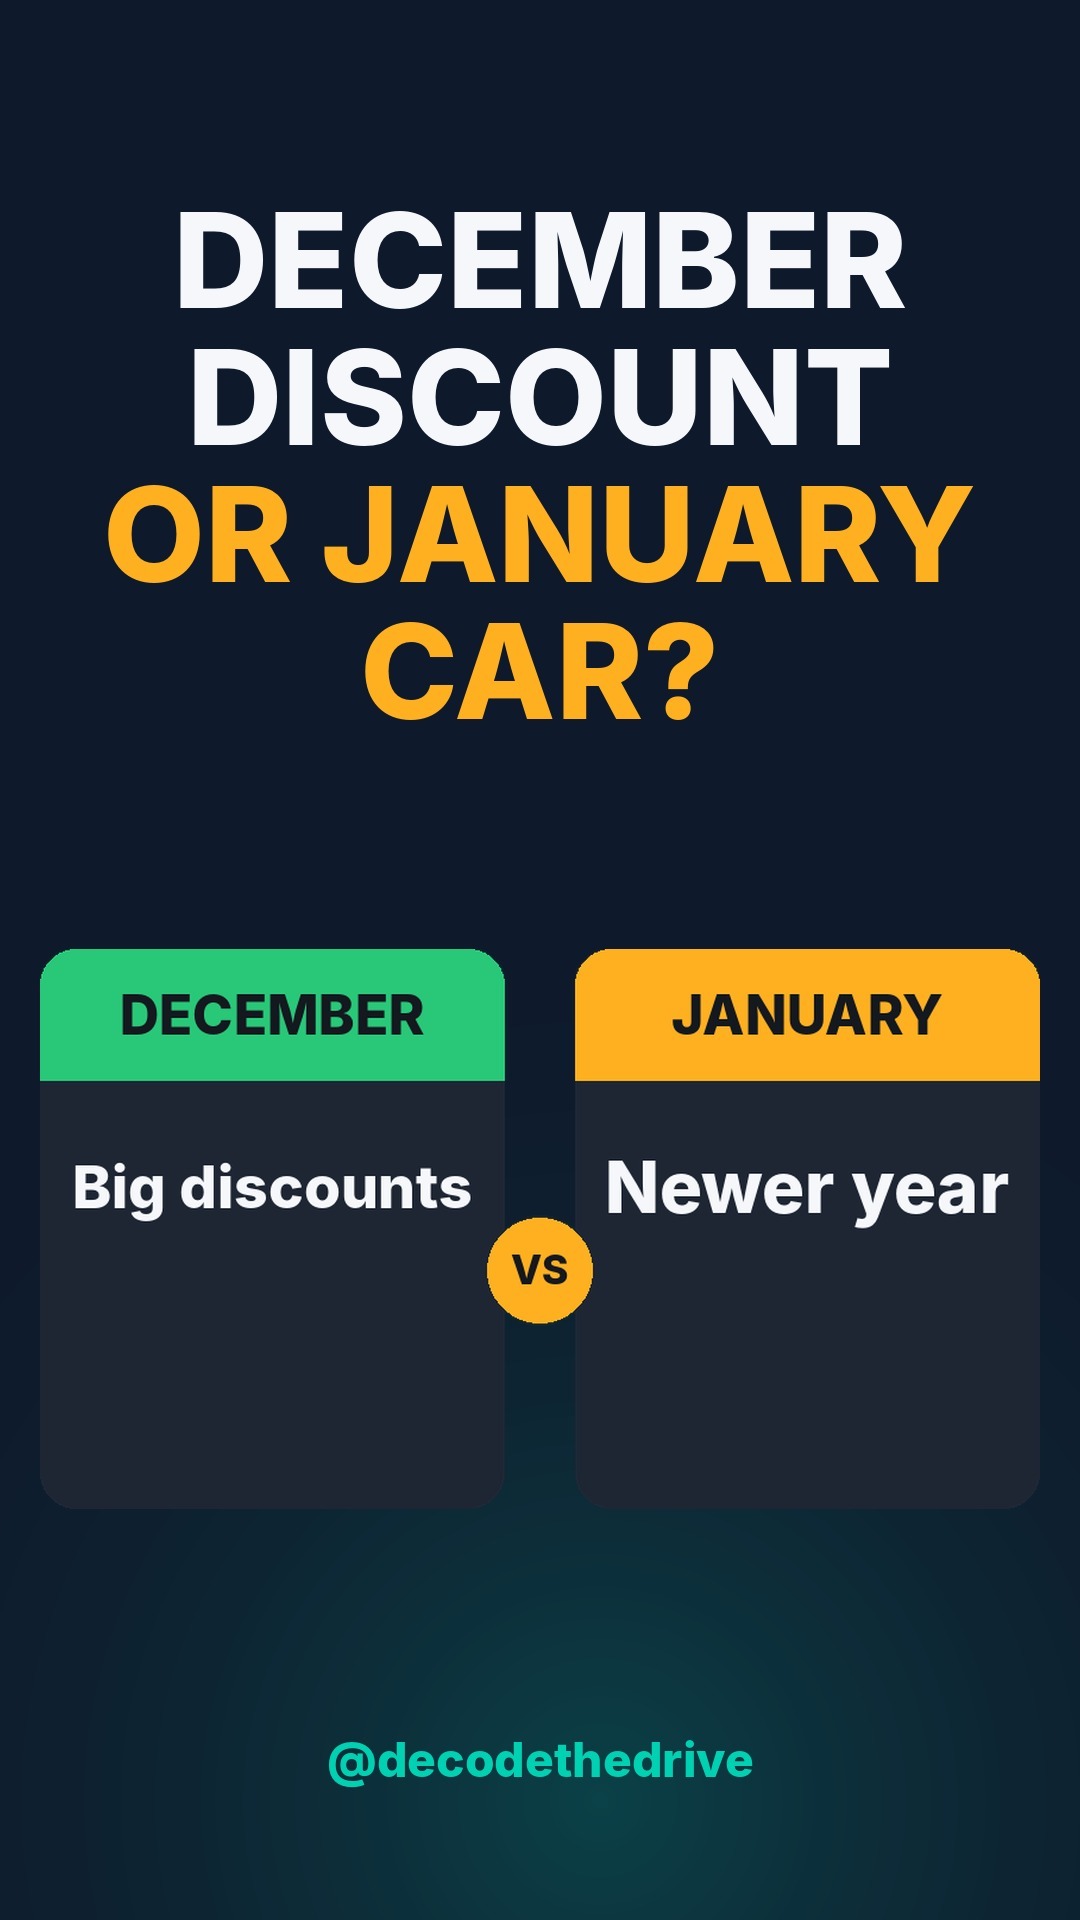 DECEMBER
DISCOUNT
OR JANUARY
CAR?
DECEMBER
Big discounts
VS
JANUARY
Newer year
@decodethedrive